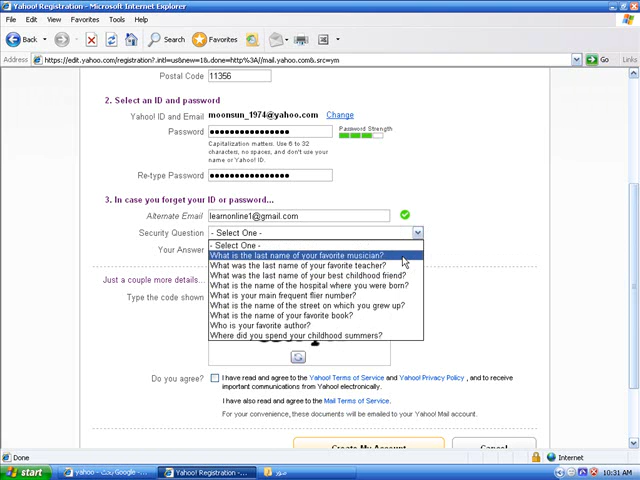 Yahoo! Registration - Microsoft Internet Explorer
File Edit View Favorites Tools Help
Back Search Favorites
Address https://edit.yahoo.com/registration?.intl=us&new=1&.done=http%3A//mail.yahoo.com&.src=ym Go Links
Postal Code 11356
2. Select an ID and password
Yahoo! ID and Email moonsun_1974@yahoo.com Change
Password Password Strength
Capitalization matters. Use 6 to 32
characters, no spaces, and don't use your
name or Yahoo! ID.
Re-type Password
3. In case you forget your ID or password...
Alternate Email learnonline1@gmail.com
Security Question - Select One -
- Select One -
Your Answer
What is the last name of your favorite musician?
What was the last name of your favorite teacher?
What was the last name of your best childhood friend?
Just a couple more details...
What is the name of the hospital where you were born?
Type the code shown
What is your main frequent flier number?
What is the name of the street on which you grew up?
What is the name of your favorite book?
Who is your favorite author?
Where did you spend your childhood summers?
Do you agree? I have read and agree to the Yahoo! Terms of Service and Yahoo! Privacy Policy , and to receive
important communications from Yahoo! electronically.
I have also read and agree to the Mail Terms of Service.
For your convenience, these documents will be emailed to your Yahoo! Mail account.
Create My Account Cancel
Done Internet
start yahoo - بحث Google -... Yahoo! Registration -... صور 10:31 AM